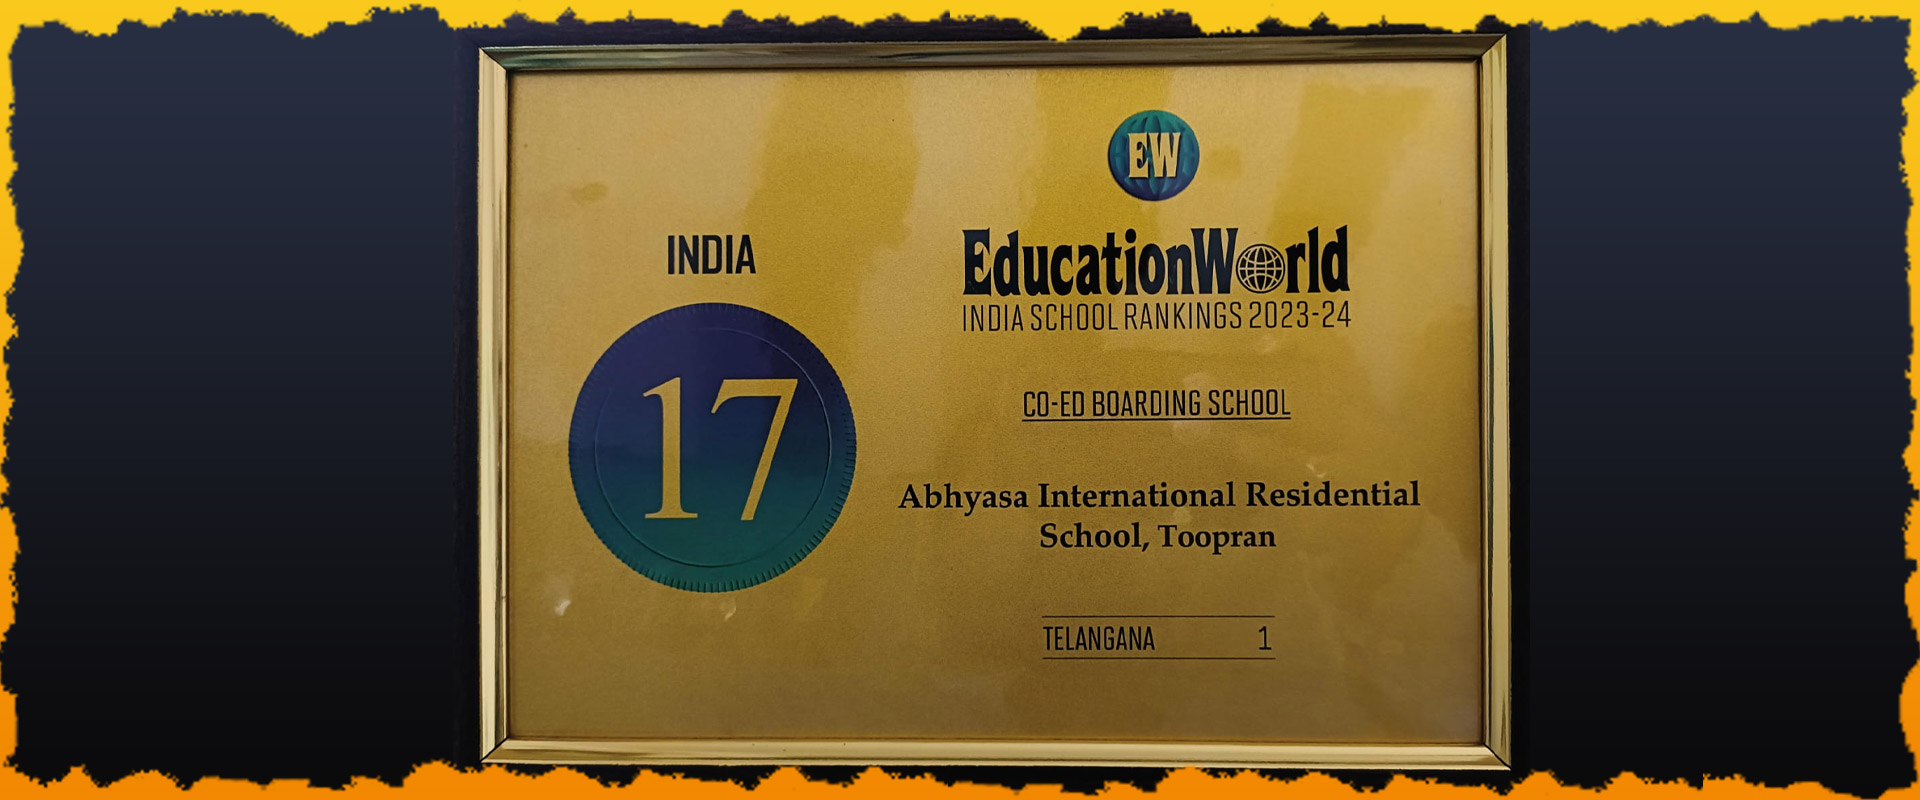 INDIA
17
EW
EducationWorld
INDIA SCHOOL RANKINGS 2023-24
CO-ED BOARDING SCHOOL
Abhyasa International Residential
School, Toopran
TELANGANA 1